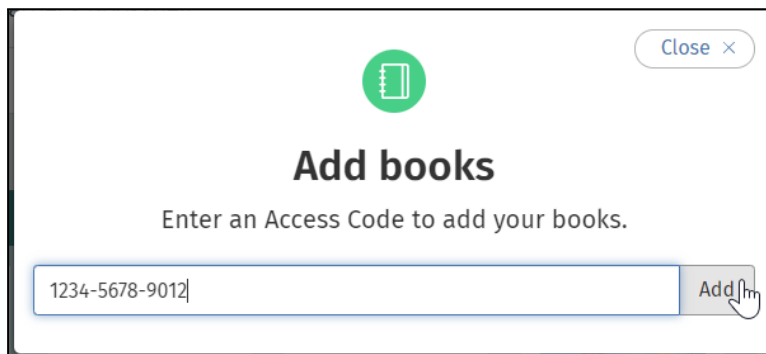 Close ×
Add books
Enter an Access Code to add your books.
1234-5678-9012
Add